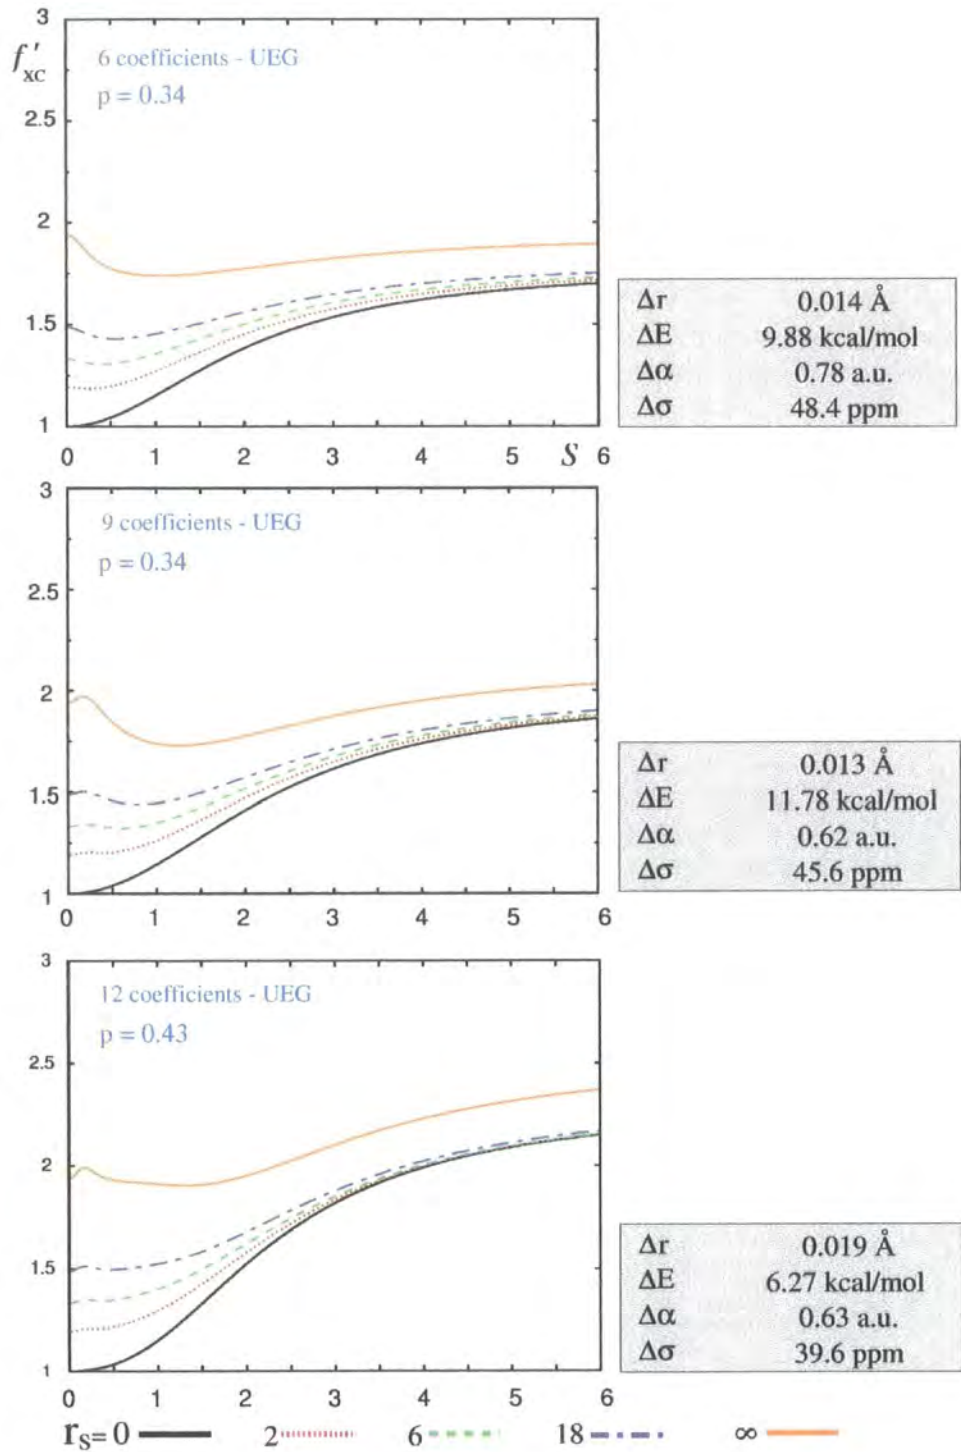 3
f'xc
6 coefficients - UEG
p = 0.34
2.5
2
1.5
1
0 1 2 3 4 5 S 6
Δr 0.014 Å
ΔE 9.88 kcal/mol
Δα 0.78 a.u.
Δσ 48.4 ppm
3
9 coefficients - UEG
p = 0.34
2.5
2
1.5
1
0 1 2 3 4 5 6
Δr 0.013 Å
ΔE 11.78 kcal/mol
Δα 0.62 a.u.
Δσ 45.6 ppm
3
12 coefficients - UEG
p = 0.43
2.5
2
1.5
1
0 1 2 3 4 5 6
Δr 0.019 Å
ΔE 6.27 kcal/mol
Δα 0.63 a.u.
Δσ 39.6 ppm
rS= 0 2 6 18 ∞